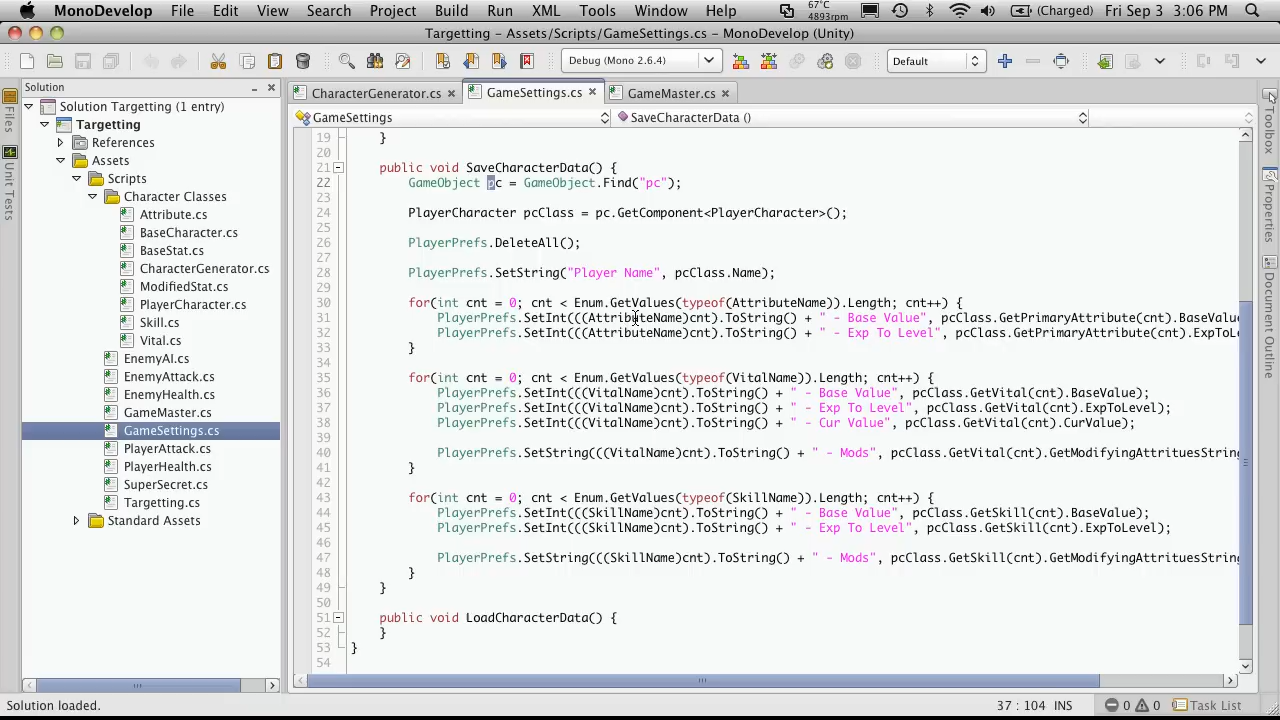 MonoDevelop File Edit View Search Project Build Run XML Tools Window Help 67°C 4893rpm (Charged) Fri Sep 3 3:06 PM
Targetting - Assets/Scripts/GameSettings.cs - MonoDevelop (Unity)
Debug (Mono 2.6.4) Default
Solution
Files
Unit Tests
Solution Targetting (1 entry)
Targetting
References
Assets
Scripts
Character Classes
Attribute.cs
BaseCharacter.cs
BaseStat.cs
CharacterGenerator.cs
ModifiedStat.cs
PlayerCharacter.cs
Skill.cs
Vital.cs
EnemyAI.cs
EnemyAttack.cs
EnemyHealth.cs
GameMaster.cs
GameSettings.cs
PlayerAttack.cs
PlayerHealth.cs
SuperSecret.cs
Targetting.cs
Standard Assets
CharacterGenerator.cs GameSettings.cs GameMaster.cs
GameSettings SaveCharacterData ()
19 }
20
21 public void SaveCharacterData() {
22 GameObject pc = GameObject.Find("pc");
23
24 PlayerCharacter pcClass = pc.GetComponent<PlayerCharacter>();
25
26 PlayerPrefs.DeleteAll();
27
28 PlayerPrefs.SetString("Player Name", pcClass.Name);
29
30 for(int cnt = 0; cnt < Enum.GetValues(typeof(AttributeName)).Length; cnt++) {
31 PlayerPrefs.SetInt(((AttributeName)cnt).ToString() + " - Base Value", pcClass.GetPrimaryAttribute(cnt).BaseValu
32 PlayerPrefs.SetInt(((AttributeName)cnt).ToString() + " - Exp To Level", pcClass.GetPrimaryAttribute(cnt).ExpToLe
33 }
34
35 for(int cnt = 0; cnt < Enum.GetValues(typeof(VitalName)).Length; cnt++) {
36 PlayerPrefs.SetInt(((VitalName)cnt).ToString() + " - Base Value", pcClass.GetVital(cnt).BaseValue);
37 PlayerPrefs.SetInt(((VitalName)cnt).ToString() + " - Exp To Level", pcClass.GetVital(cnt).ExpToLevel);
38 PlayerPrefs.SetInt(((VitalName)cnt).ToString() + " - Cur Value", pcClass.GetVital(cnt).CurValue);
39
40 PlayerPrefs.SetString(((VitalName)cnt).ToString() + " - Mods", pcClass.GetVital(cnt).GetModifyingAttrituesString
41 }
42
43 for(int cnt = 0; cnt < Enum.GetValues(typeof(SkillName)).Length; cnt++) {
44 PlayerPrefs.SetInt(((SkillName)cnt).ToString() + " - Base Value", pcClass.GetSkill(cnt).BaseValue);
45 PlayerPrefs.SetInt(((SkillName)cnt).ToString() + " - Exp To Level", pcClass.GetSkill(cnt).ExpToLevel);
46
47 PlayerPrefs.SetString(((SkillName)cnt).ToString() + " - Mods", pcClass.GetSkill(cnt).GetModifyingAttrituesString
48 }
49 }
50
51 public void LoadCharacterData() {
52 }
53 }
54
Toolbox
Properties
Document Outline
Solution loaded. 37 : 104 INS 0 0 Task List